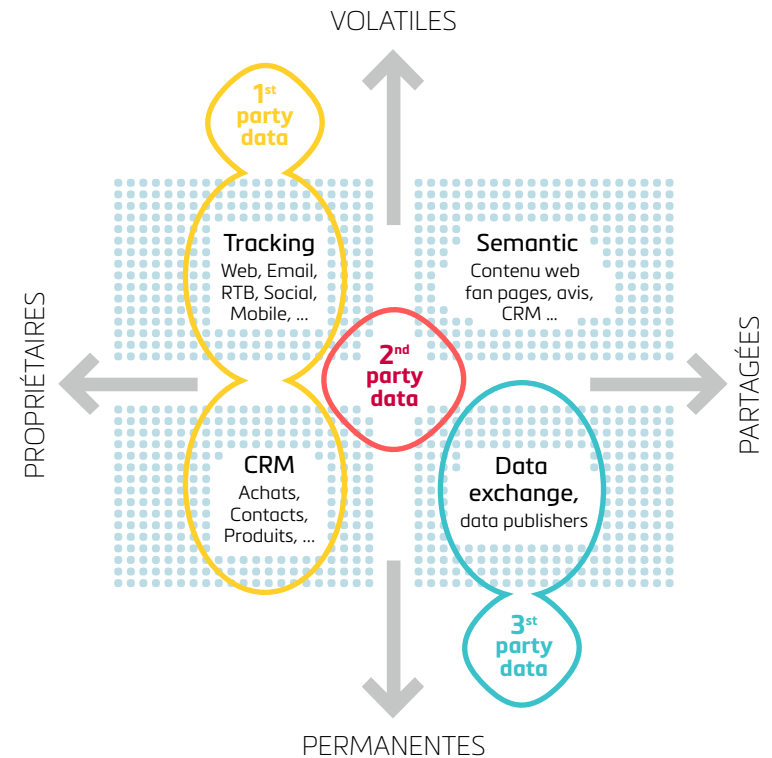 VOLATILES
1st
party
data
Tracking
Web, Email,
RTB, Social,
Mobile, ...
Semantic
Contenu web
fan pages, avis,
CRM ...
PROPRIÉTAIRES
2nd
party
data
PARTAGÉES
CRM
Achats,
Contacts,
Produits, ...
Data
exchange,
data publishers
3st
party
data
PERMANENTES